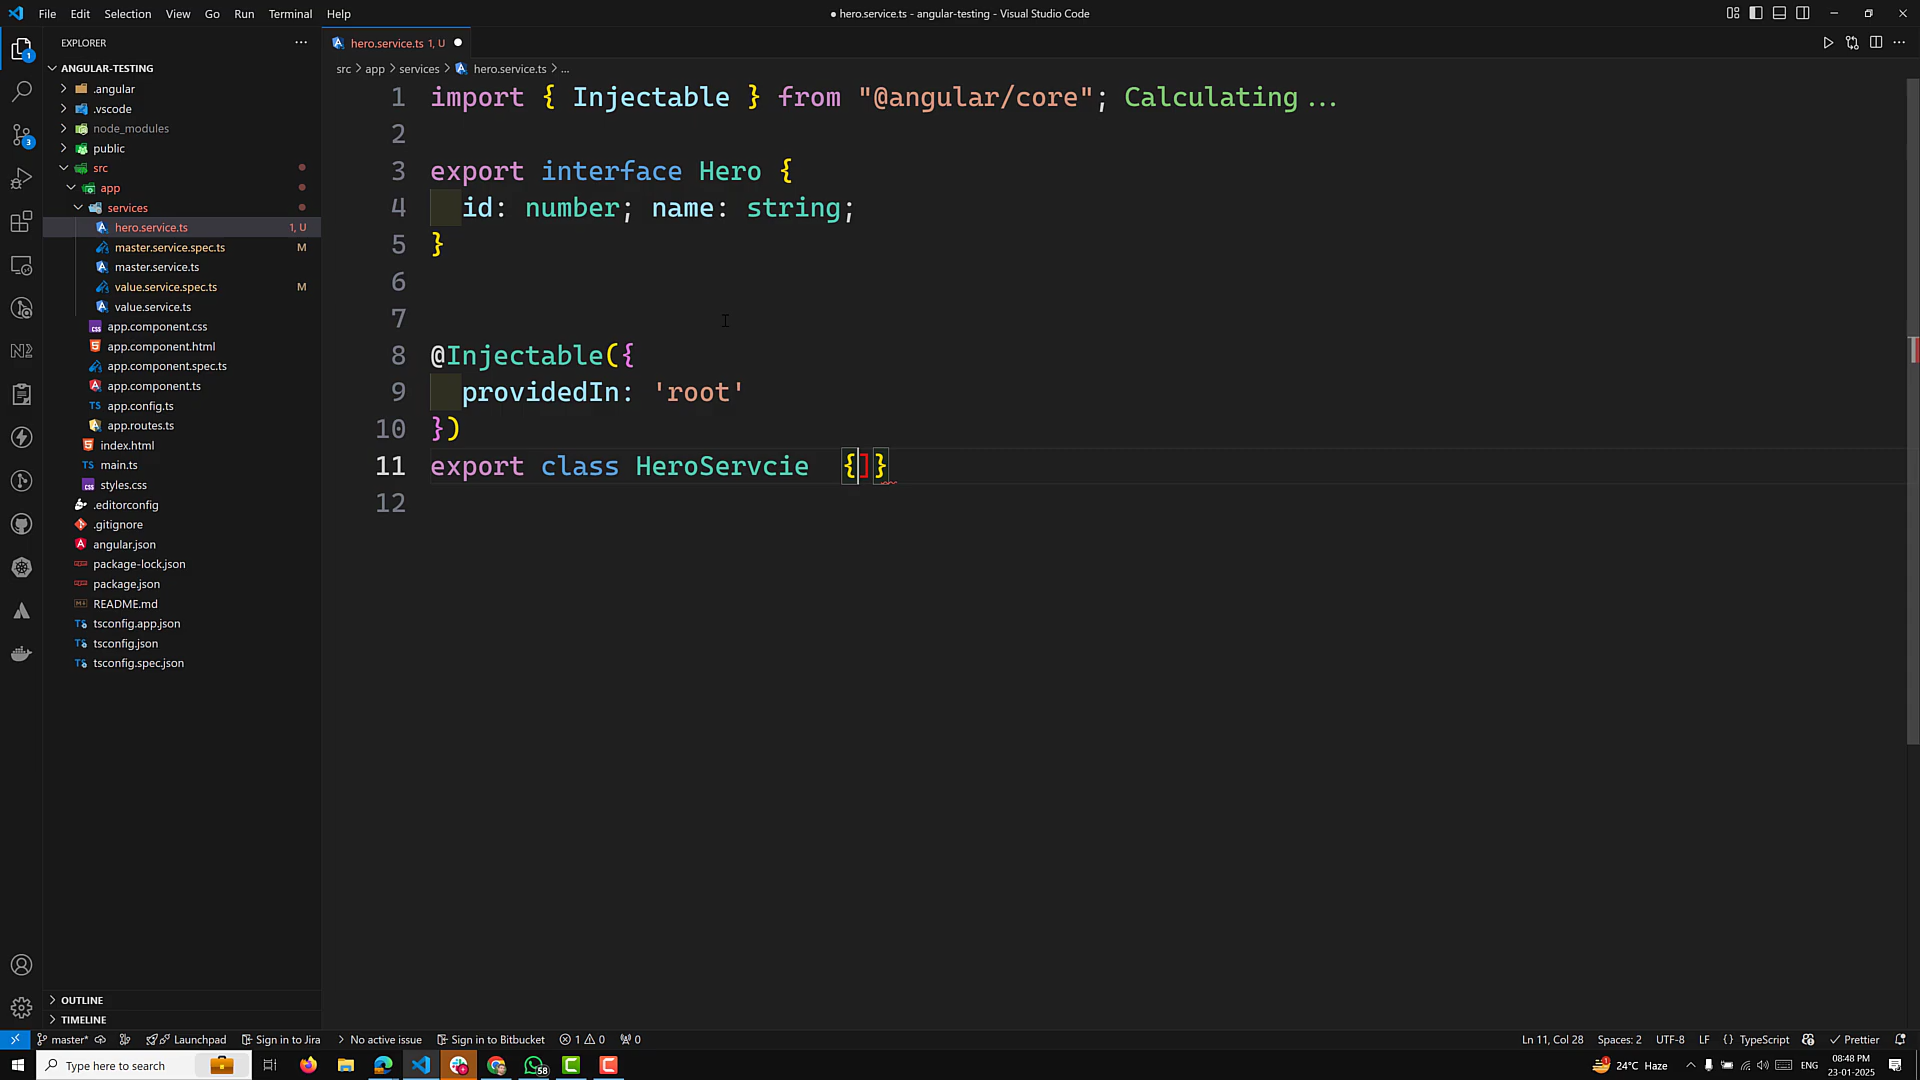 File Edit Selection View Go Run Terminal Help
● hero.service.ts - angular-testing - Visual Studio Code
EXPLORER
ANGULAR-TESTING
.angular
.vscode
node_modules
public
src
app
services
hero.service.ts 1, U
master.service.spec.ts M
master.service.ts
value.service.spec.ts M
value.service.ts
app.component.css
app.component.html
app.component.spec.ts
app.component.ts
app.config.ts
app.routes.ts
index.html
main.ts
styles.css
.editorconfig
.gitignore
angular.json
package-lock.json
package.json
README.md
tsconfig.app.json
tsconfig.json
tsconfig.spec.json
OUTLINE
TIMELINE
hero.service.ts 1, U
src > app > services > hero.service.ts > ...
1 import { Injectable } from "@angular/core"; Calculating...
2
3 export interface Hero {
4 id: number; name: string;
5 }
6
7
8 @Injectable({
9 providedIn: 'root'
10 })
11 export class HeroServcie {]}
12
master* Launchpad Sign in to Jira No active issue Sign in to Bitbucket 1 0 0
Ln 11, Col 28 Spaces: 2 UTF-8 LF {} TypeScript Prettier
Type here to search
58
24°C Haze ENG 08:48 PM
23-01-2025